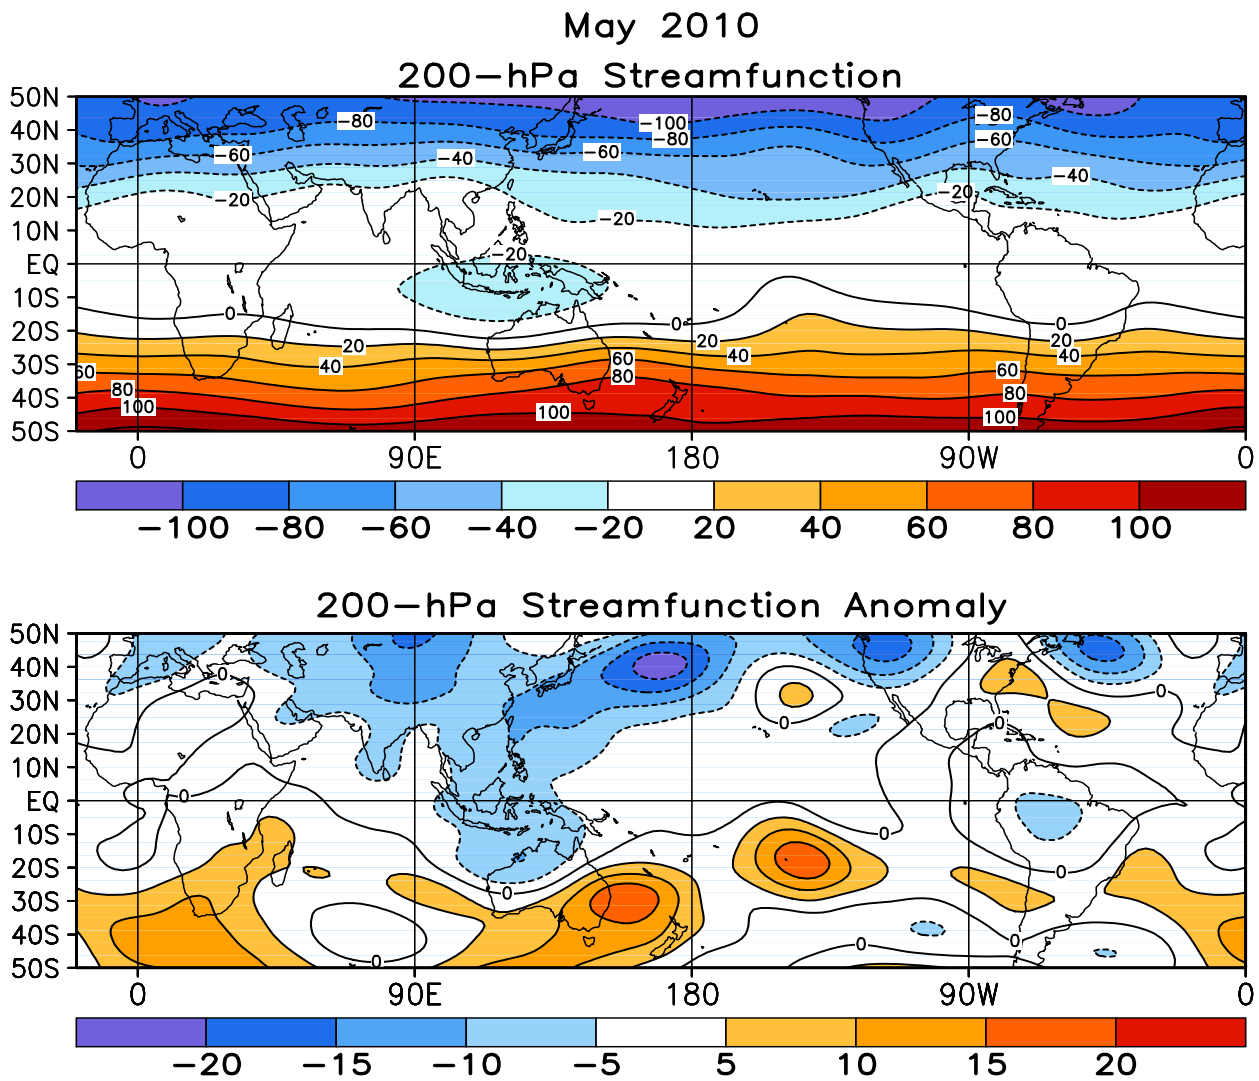 May 2010
200-hPa Streamfunction
50N
40N
30N
20N
10N
EQ
10S
20S
30S
40S
50S
-100
-80
-80
-80
-60
-60
-60
-40
-40
-20
-20
-20
-20
0
0
0
20
20
20
40
40
40
60
60
60
80
80
80
100
100
100
0 90E 180 90W 0
-100 -80 -60 -40 -20 20 40 60 80 100
200-hPa Streamfunction Anomaly
50N
40N
30N
20N
10N
EQ
10S
20S
30S
40S
50S
0
0
0
0
0
0
0
0
0
0
0
0 90E 180 90W 0
-20 -15 -10 -5 5 10 15 20